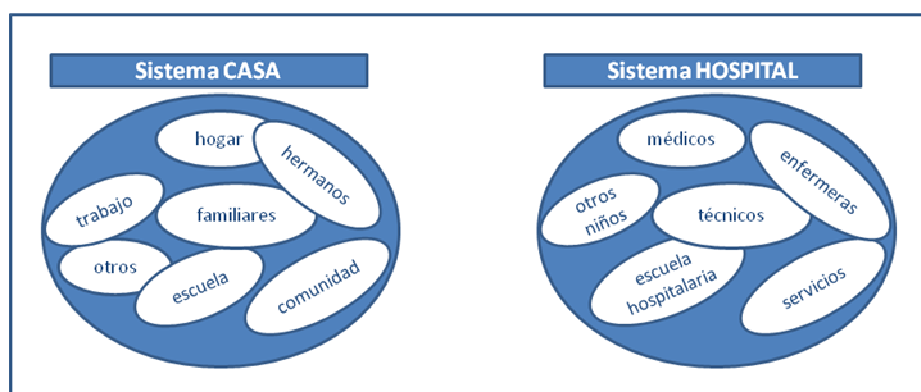 Sistema CASA
hogar
hermanos
trabajo
familiares
otros
escuela
comunidad
Sistema HOSPITAL
médicos
enfermeras
otros
niños
técnicos
escuela
hospitalaria
servicios